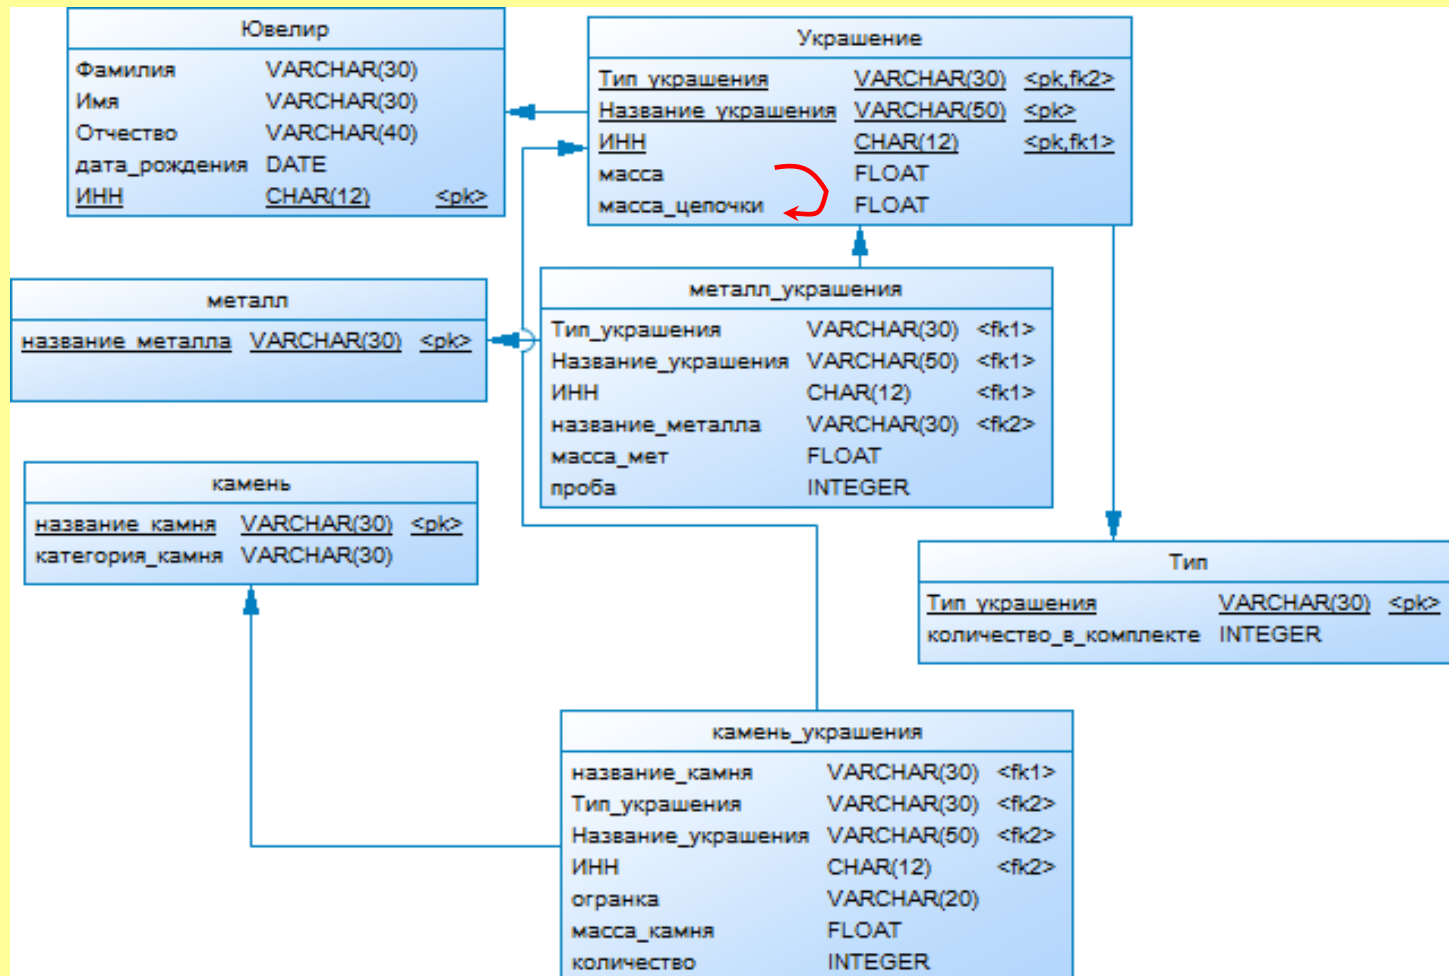 Ювелир
Фамилия VARCHAR(30)
Имя VARCHAR(30)
Отчество VARCHAR(40)
дата_рождения DATE
ИНН CHAR(12) <pk>
Украшение
Тип_украшения VARCHAR(30) <pk,fk2>
Название_украшения VARCHAR(50) <pk>
ИНН CHAR(12) <pk,fk1>
масса FLOAT
масса_цепочки FLOAT
металл
название_металла VARCHAR(30) <pk>
металл_украшения
Тип_украшения VARCHAR(30) <fk1>
Название_украшения VARCHAR(50) <fk1>
ИНН CHAR(12) <fk1>
название_металла VARCHAR(30) <fk2>
масса_мет FLOAT
проба INTEGER
камень
название_камня VARCHAR(30) <pk>
категория_камня VARCHAR(30)
Тип
Тип_украшения VARCHAR(30) <pk>
количество_в_комплекте INTEGER
камень_украшения
название_камня VARCHAR(30) <fk1>
Тип_украшения VARCHAR(30) <fk2>
Название_украшения VARCHAR(50) <fk2>
ИНН CHAR(12) <fk2>
огранка VARCHAR(20)
масса_камня FLOAT
количество INTEGER